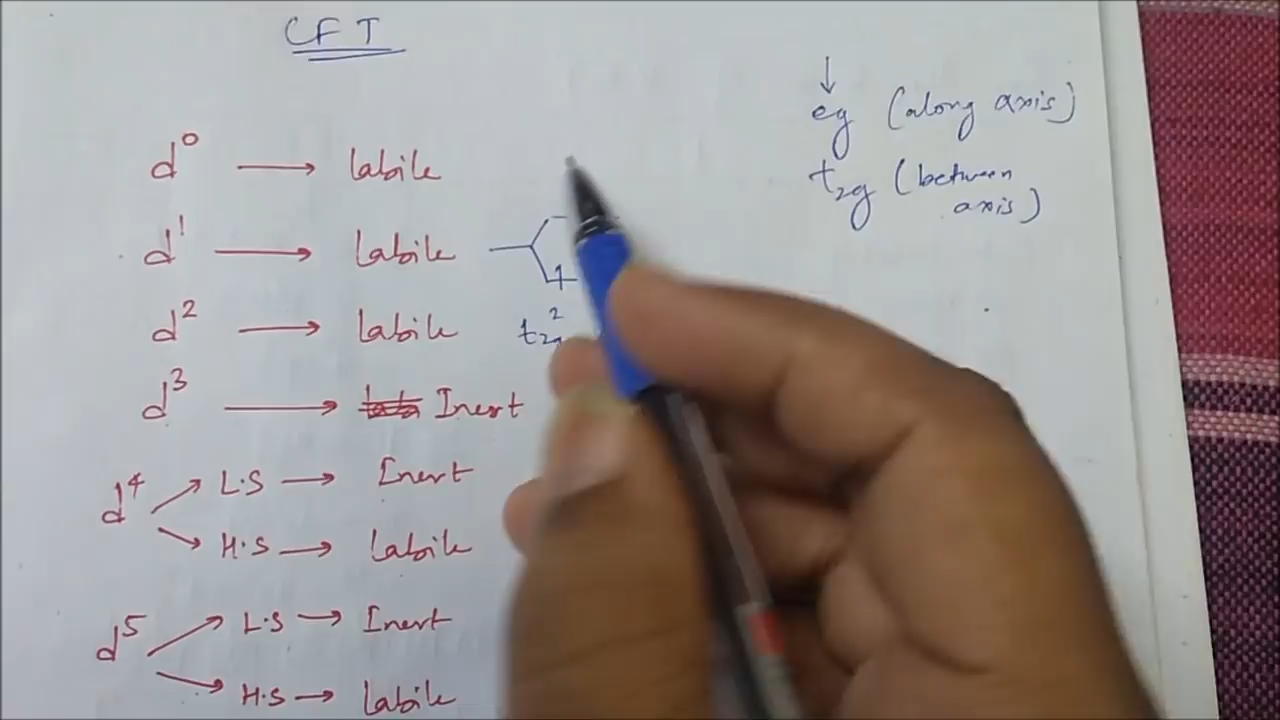 CFT
d⁰ → labile
d¹ → labile
d² → labile t₂g²
d³ → Inert
d⁴ → L.S → Inert
→ H.S → labile
d⁵ → L.S → Inert
→ H.S → labile
↓
eg (along axis)
t₂g (between
axis)